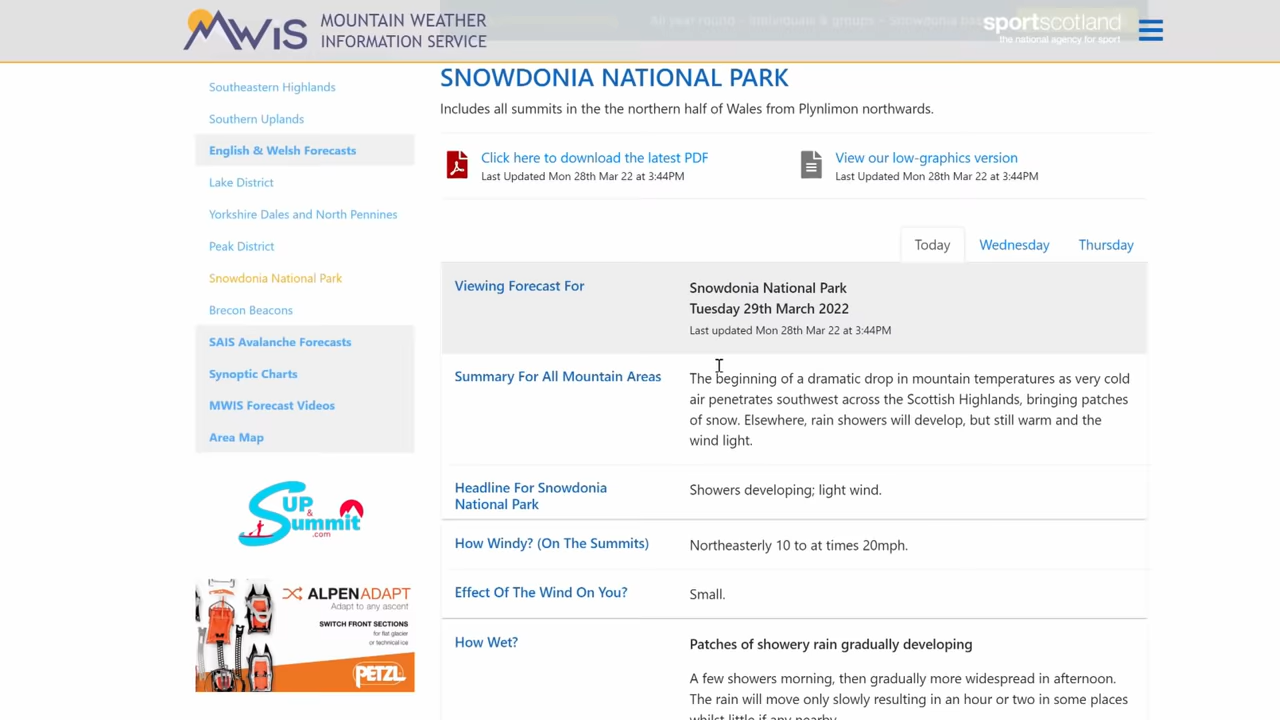 MWIS
MOUNTAIN WEATHER
INFORMATION SERVICE
sportscotland
the national agency for sport
Southeastern Highlands
Southern Uplands
English & Welsh Forecasts
Lake District
Yorkshire Dales and North Pennines
Peak District
Snowdonia National Park
Brecon Beacons
SAIS Avalanche Forecasts
Synoptic Charts
MWIS Forecast Videos
Area Map
SUP
& Summit
.com
ALPENADAPT
Adapt to any ascent
SWITCH FRONT SECTIONS
for flat glacier
or technical ice
PETZL
SNOWDONIA NATIONAL PARK
Includes all summits in the the northern half of Wales from Plynlimon northwards.
Click here to download the latest PDF
Last Updated Mon 28th Mar 22 at 3:44PM
View our low-graphics version
Last Updated Mon 28th Mar 22 at 3:44PM
Today Wednesday Thursday
Viewing Forecast For
Snowdonia National Park
Tuesday 29th March 2022
Last updated Mon 28th Mar 22 at 3:44PM
Summary For All Mountain Areas
The beginning of a dramatic drop in mountain temperatures as very cold
air penetrates southwest across the Scottish Highlands, bringing patches
of snow. Elsewhere, rain showers will develop, but still warm and the
wind light.
Headline For Snowdonia
National Park
Showers developing; light wind.
How Windy? (On The Summits)
Northeasterly 10 to at times 20mph.
Effect Of The Wind On You?
Small.
How Wet?
Patches of showery rain gradually developing
A few showers morning, then gradually more widespread in afternoon.
The rain will move only slowly resulting in an hour or two in some places
whilst little if any nearby.